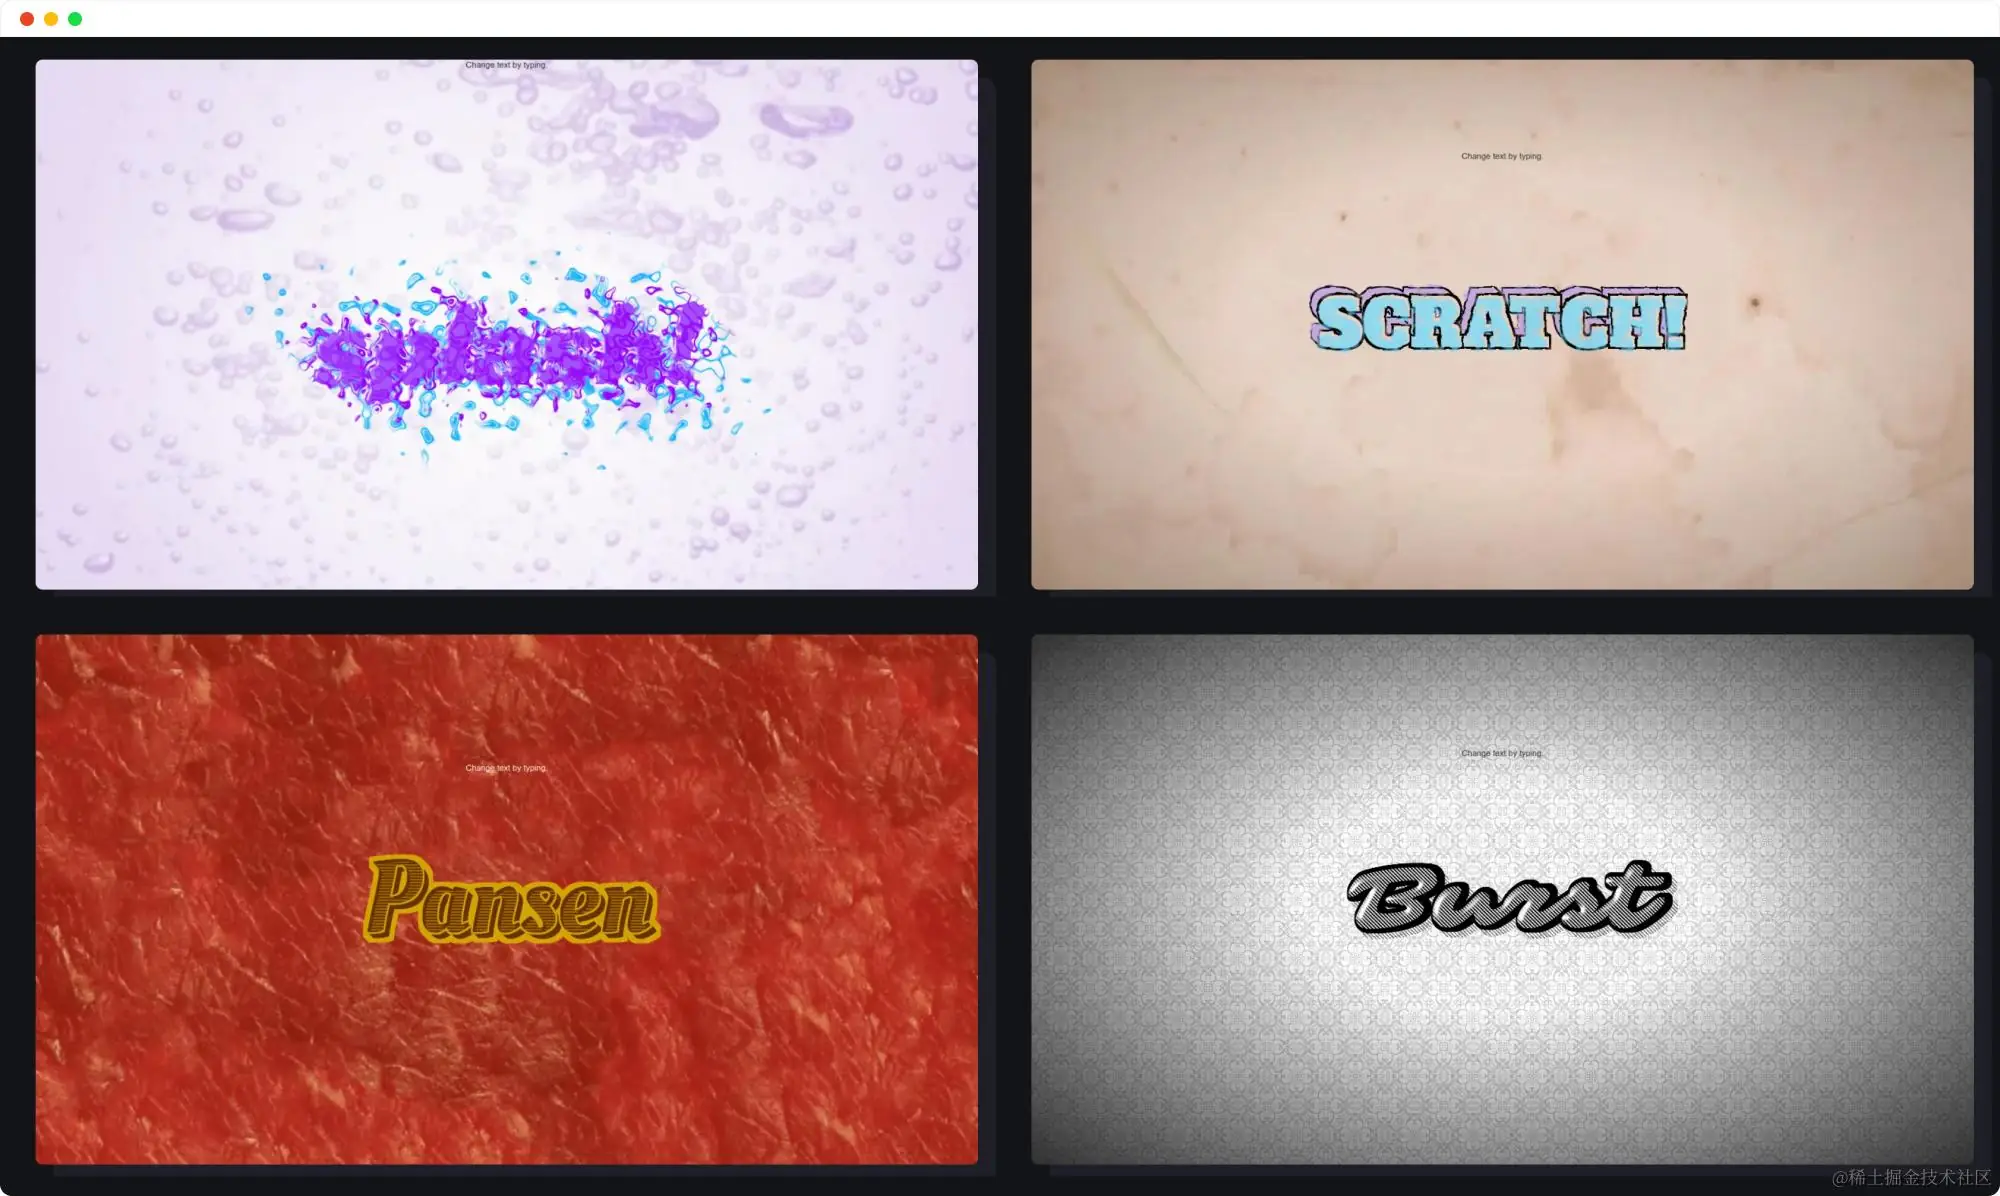 Change text by typing.
splash!
Change text by typing.
SCRATCH!
Change text by typing.
Pansen
Change text by typing.
Burst
@稀土掘金技术社区